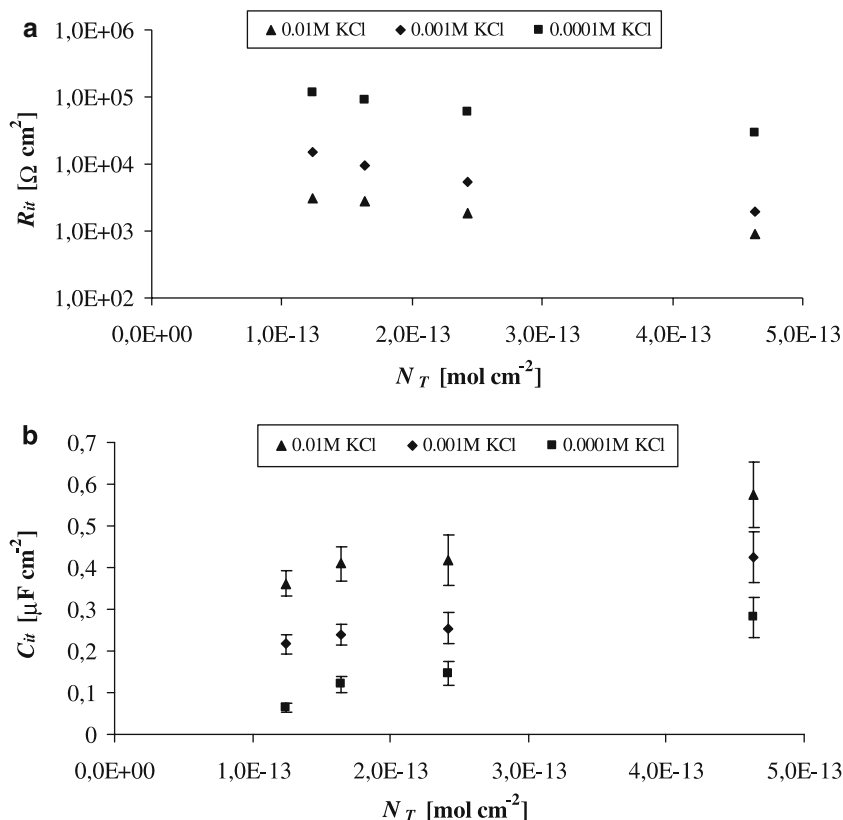 a
0.01M KCl 0.001M KCl 0.0001M KCl
1,0E+06
1,0E+05
1,0E+04
1,0E+03
1,0E+02
Rit [Ω cm²]
0,0E+00 1,0E-13 2,0E-13 3,0E-13 4,0E-13 5,0E-13
N T [mol cm⁻²]
b
0.01M KCl 0.001M KCl 0.0001M KCl
0,7
0,6
0,5
0,4
0,3
0,2
0,1
0
Cit [µF cm⁻²]
0,0E+00 1,0E-13 2,0E-13 3,0E-13 4,0E-13 5,0E-13
N T [mol cm⁻²]